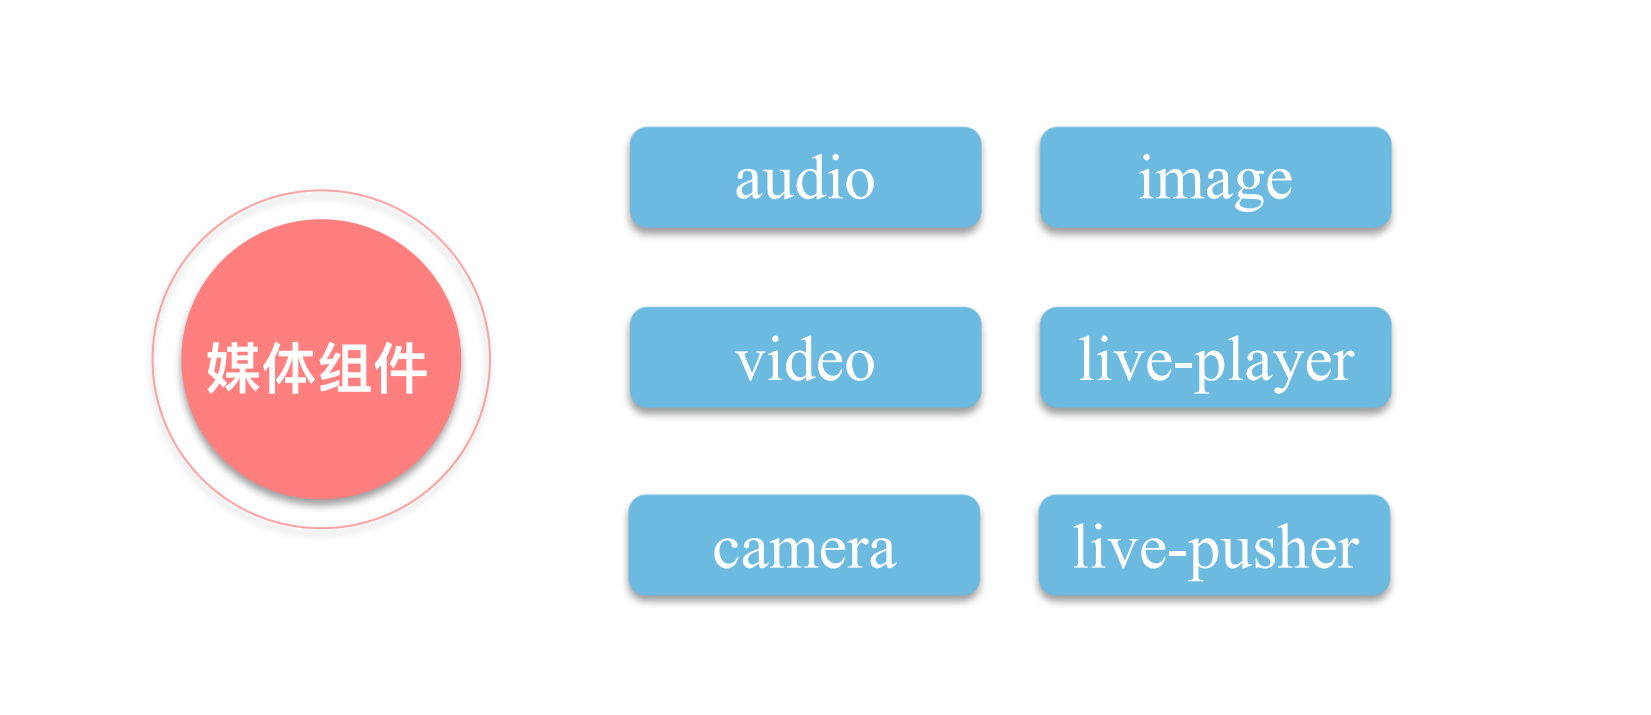 媒体组件
audio
image
video
live-player
camera
live-pusher